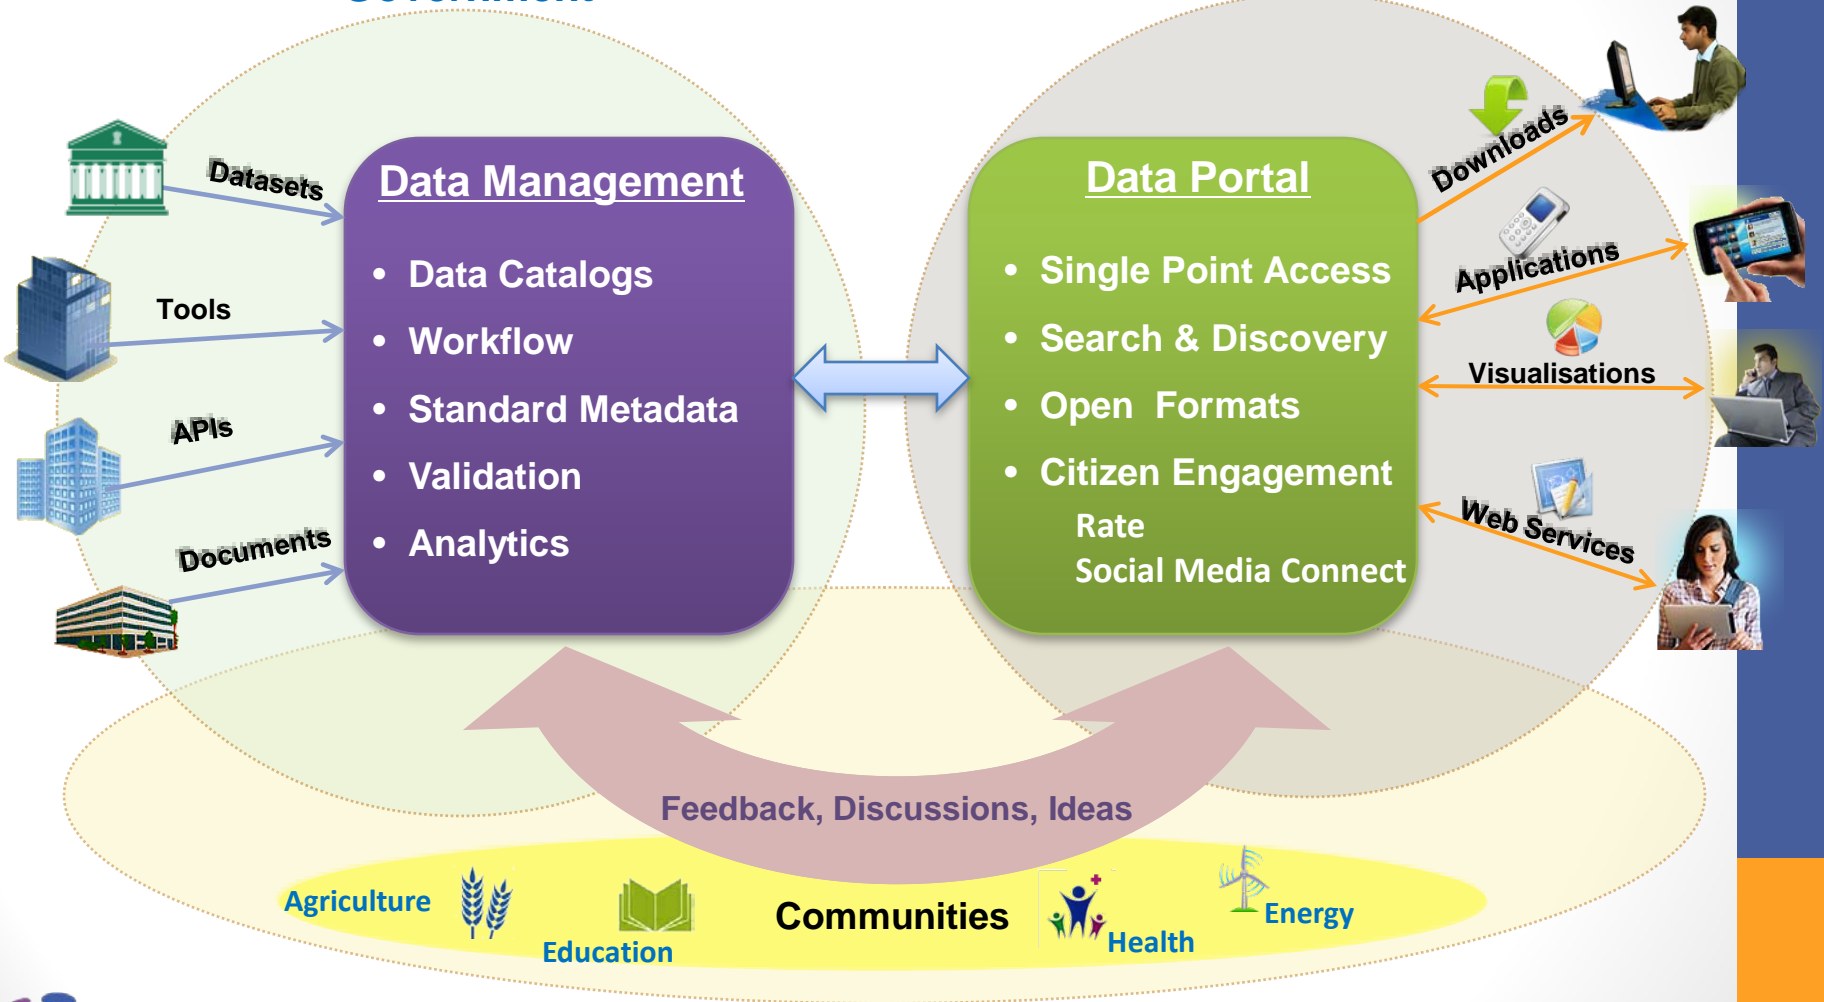 Government
Datasets
Tools
APIs
Documents
Data Management
• Data Catalogs
• Workflow
• Standard Metadata
• Validation
• Analytics
Data Portal
• Single Point Access
• Search & Discovery
• Open Formats
• Citizen Engagement
Rate
Social Media Connect
Downloads
Applications
Visualisations
Web Services
Feedback, Discussions, Ideas
Agriculture
Education
Communities
Health
Energy